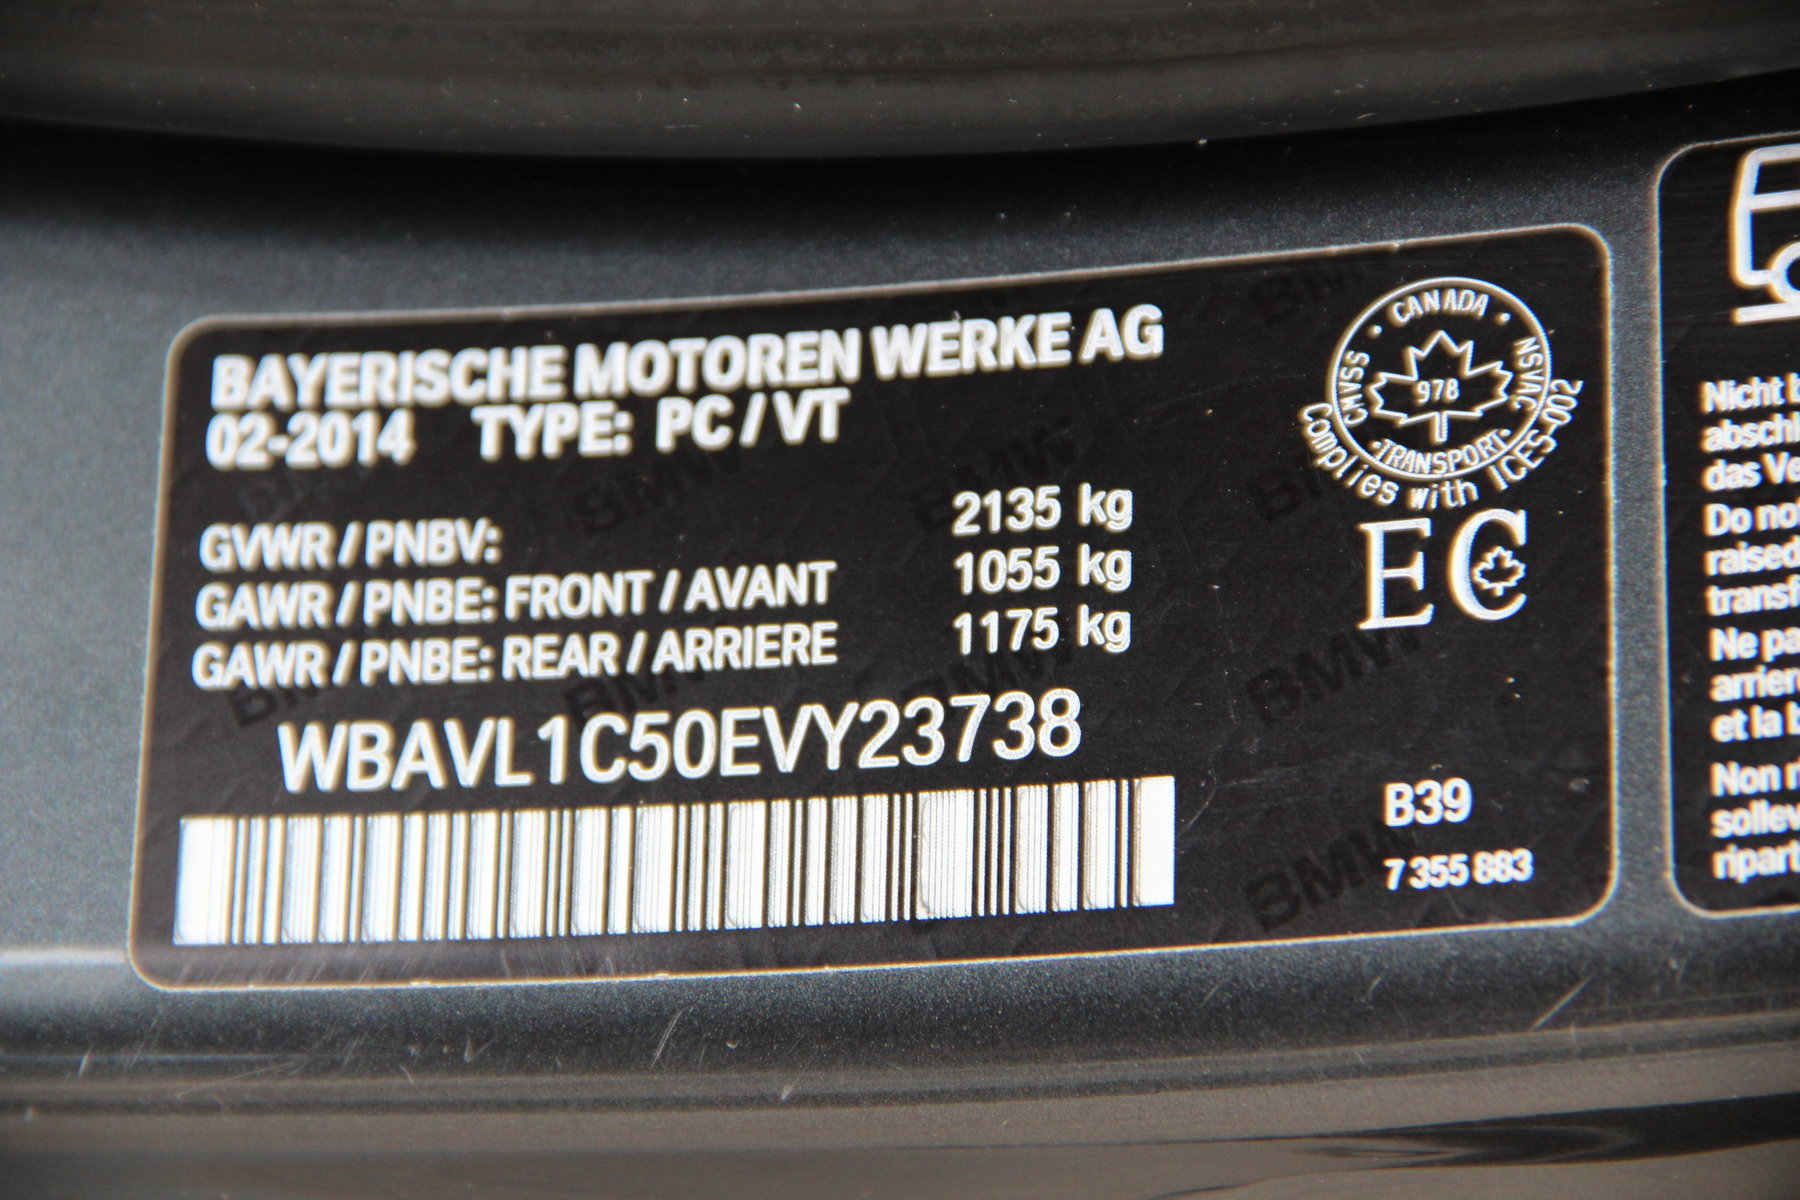 BAYERISCHE MOTOREN WERKE AG
02-2014 TYPE: PC / VT
GVWR / PNBV: 2135 kg
GAWR / PNBE: FRONT / AVANT 1055 kg
GAWR / PNBE: REAR / ARRIERE 1175 kg
WBAVL1C50EVY23738
CANADA
CMVSS
978
NSVAC
TRANSPORT
Complies with ICES-002
EC
B39
7 355 883
Nicht
das Ve
Do not
raised
transf
Ne pa
arrier
et la b
Non
sollev
ripart